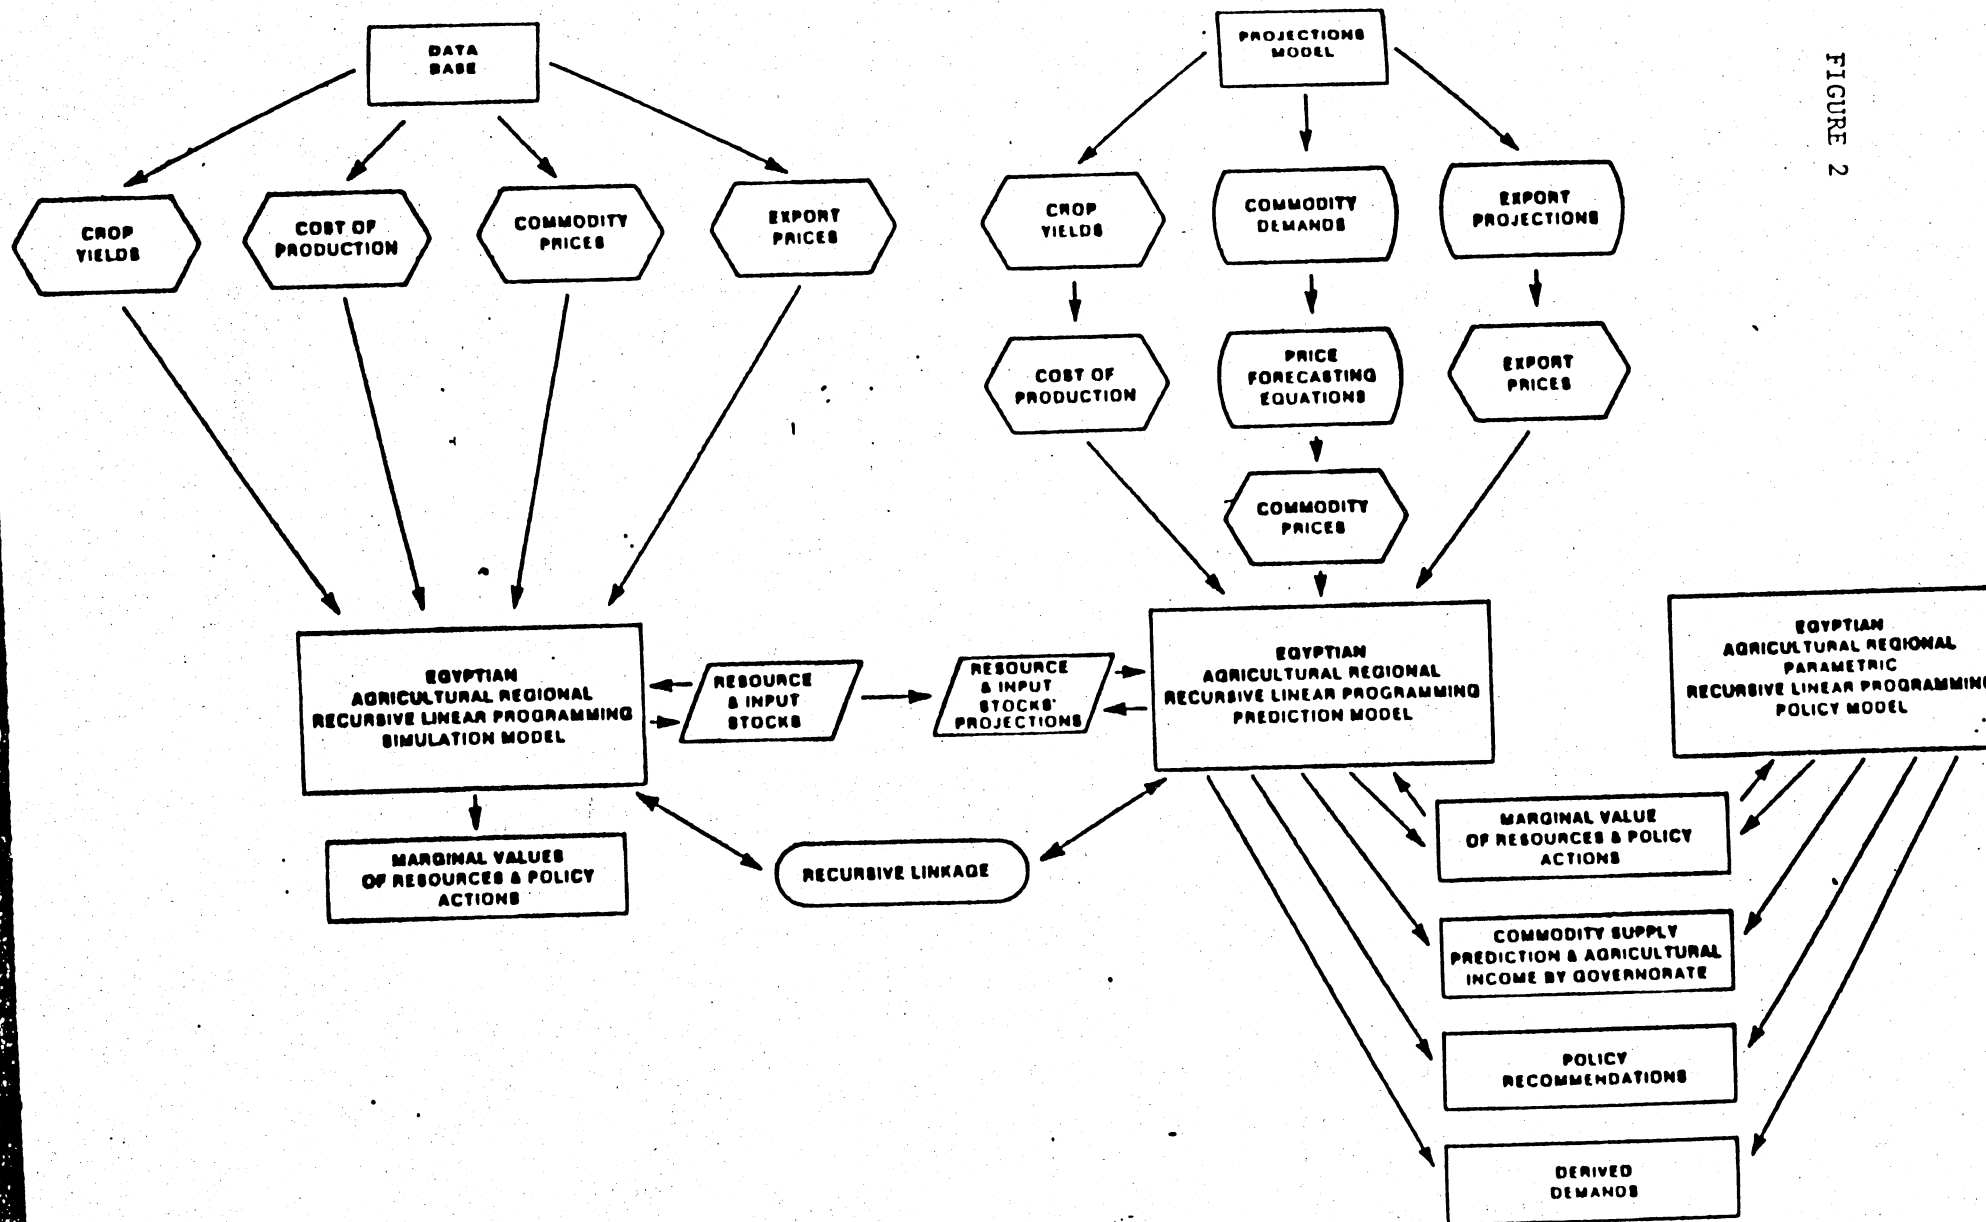 FIGURE 2
DATA
BASE
CROP
YIELDS
COST OF
PRODUCTION
COMMODITY
PRICES
EXPORT
PRICES
PROJECTIONS
MODEL
CROP
YIELDS
COMMODITY
DEMANDS
EXPORT
PROJECTIONS
COST OF
PRODUCTION
PRICE
FORECASTING
EQUATIONS
EXPORT
PRICES
COMMODITY
PRICES
EGYPTIAN
AGRICULTURAL REGIONAL
RECURSIVE LINEAR PROGRAMMING
SIMULATION MODEL
RESOURCE
& INPUT
STOCKS
RESOURCE
& INPUT
STOCKS'
PROJECTIONS
EGYPTIAN
AGRICULTURAL REGIONAL
RECURSIVE LINEAR PROGRAMMING
PREDICTION MODEL
EGYPTIAN
AGRICULTURAL REGIONAL
PARAMETRIC
RECURSIVE LINEAR PROGRAMMING
POLICY MODEL
MARGINAL VALUES
OF RESOURCES & POLICY
ACTIONS
RECURSIVE LINKAGE
MARGINAL VALUE
OF RESOURCES & POLICY
ACTIONS
COMMODITY SUPPLY
PREDICTION & AGRICULTURAL
INCOME BY GOVERNORATE
POLICY
RECOMMENDATIONS
DERIVED
DEMANDS